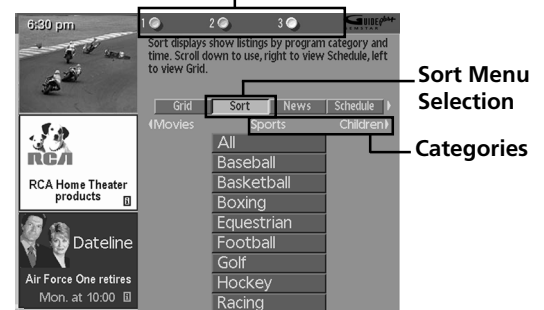 6:30 pm
1 2 3 GUIDE plus+
GEMSTAR
Sort displays show listings by program category and
time. Scroll down to use, right to view Schedule, left
to view Grid.
Grid Sort News Schedule
Movies Sports Children
Sort Menu
Selection
Categories
All
Baseball
Basketball
Boxing
Equestrian
Football
Golf
Hockey
Racing
RCA
RCA Home Theater
products
Dateline
Air Force One retires
Mon. at 10:00